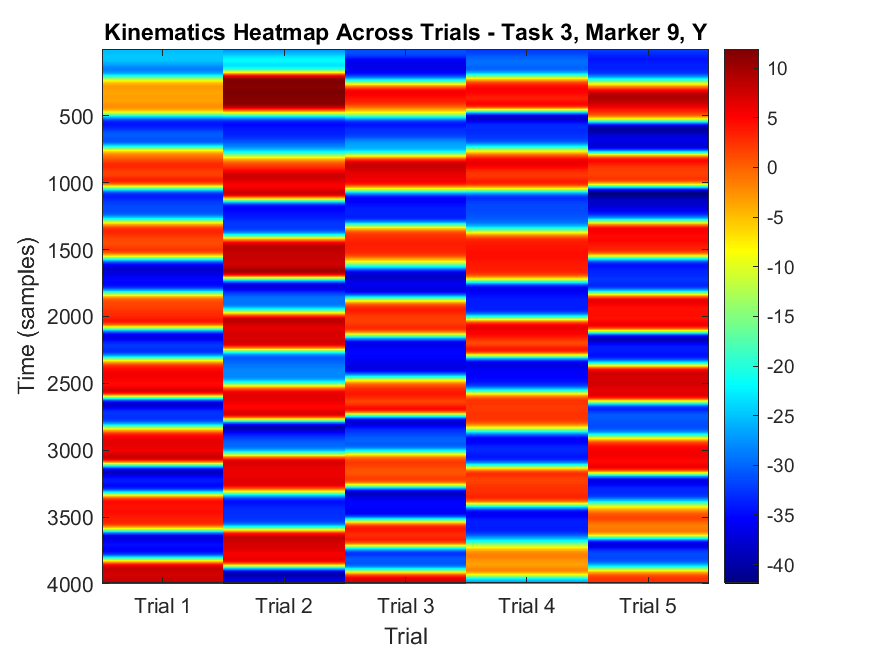 Kinematics Heatmap Across Trials - Task 3, Marker 9, Y
Time (samples)
500
1000
1500
2000
2500
3000
3500
4000
Trial 1
Trial 2
Trial 3
Trial 4
Trial 5
Trial
10
5
0
-5
-10
-15
-20
-25
-30
-35
-40